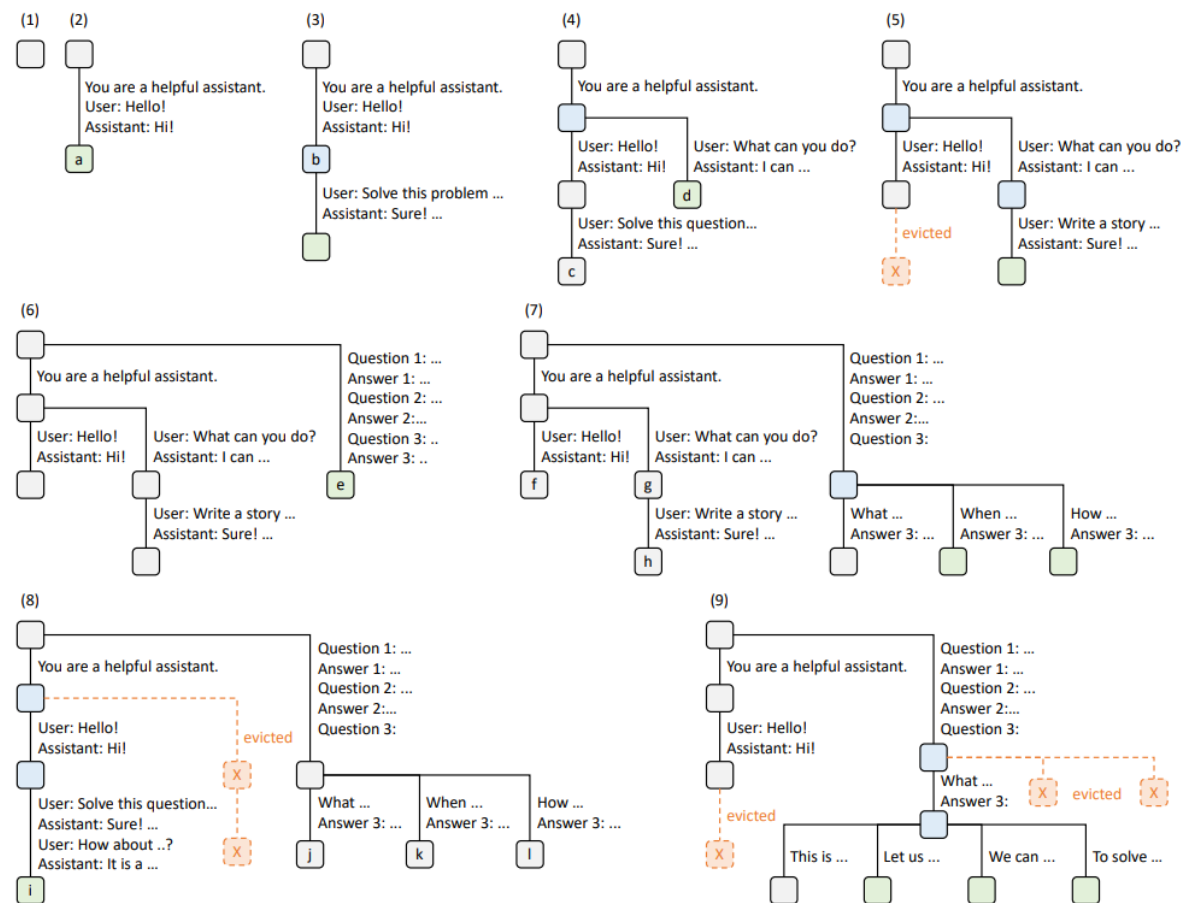 (1)
(2)
You are a helpful assistant.
User: Hello!
Assistant: Hi!
a
(3)
You are a helpful assistant.
User: Hello!
Assistant: Hi!
b
User: Solve this problem ...
Assistant: Sure! ...
(4)
You are a helpful assistant.
User: Hello!
Assistant: Hi!
User: What can you do?
Assistant: I can ...
d
User: Solve this question...
Assistant: Sure! ...
c
(5)
You are a helpful assistant.
User: Hello!
Assistant: Hi!
User: What can you do?
Assistant: I can ...
evicted
X
User: Write a story ...
Assistant: Sure! ...
(6)
You are a helpful assistant.
User: Hello!
Assistant: Hi!
User: What can you do?
Assistant: I can ...
User: Write a story ...
Assistant: Sure! ...
Question 1: ...
Answer 1: ...
Question 2: ...
Answer 2:...
Question 3: ..
Answer 3: ..
e
(7)
You are a helpful assistant.
User: Hello!
Assistant: Hi!
f
User: What can you do?
Assistant: I can ...
g
User: Write a story ...
Assistant: Sure! ...
h
Question 1: ...
Answer 1: ...
Question 2: ...
Answer 2:...
Question 3:
What ...
Answer 3: ...
When ...
Answer 3: ...
How ...
Answer 3: ...
(8)
You are a helpful assistant.
User: Hello!
Assistant: Hi!
evicted
X
X
User: Solve this question...
Assistant: Sure! ...
User: How about ..?
Assistant: It is a ...
i
Question 1: ...
Answer 1: ...
Question 2: ...
Answer 2:...
Question 3:
What ...
Answer 3: ...
j
When ...
Answer 3: ...
k
How ...
Answer 3: ...
l
(9)
You are a helpful assistant.
User: Hello!
Assistant: Hi!
evicted
X
Question 1: ...
Answer 1: ...
Question 2: ...
Answer 2:...
Question 3:
What ...
Answer 3:
X
evicted
X
This is ...
Let us ...
We can ...
To solve ...